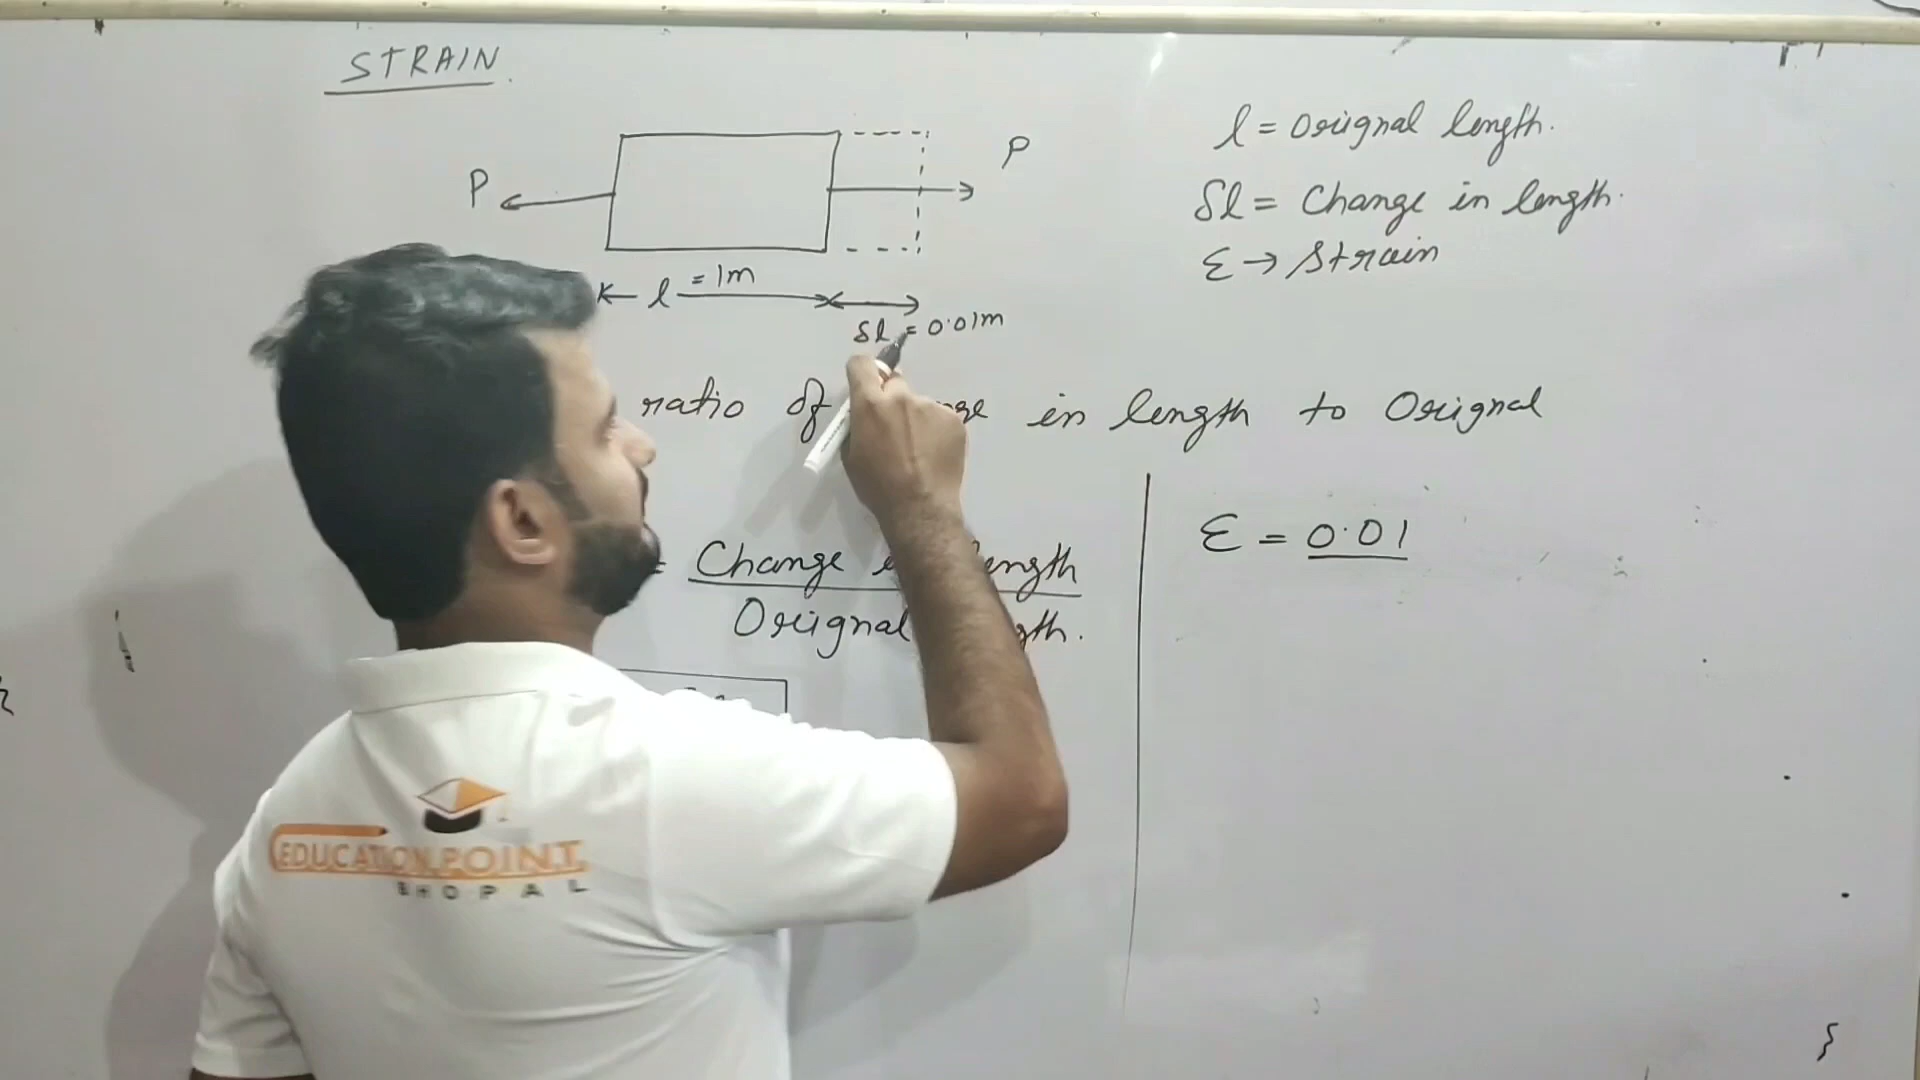 STRAIN.
P
P
l = 1m
δl = 0.01m
l = Orignal length.
δl = Change in length.
ε → Strain
ratio of in length to Orignal
= Change length
Orignal
ε = 0.01
EDUCATION POINT
BHOPAL